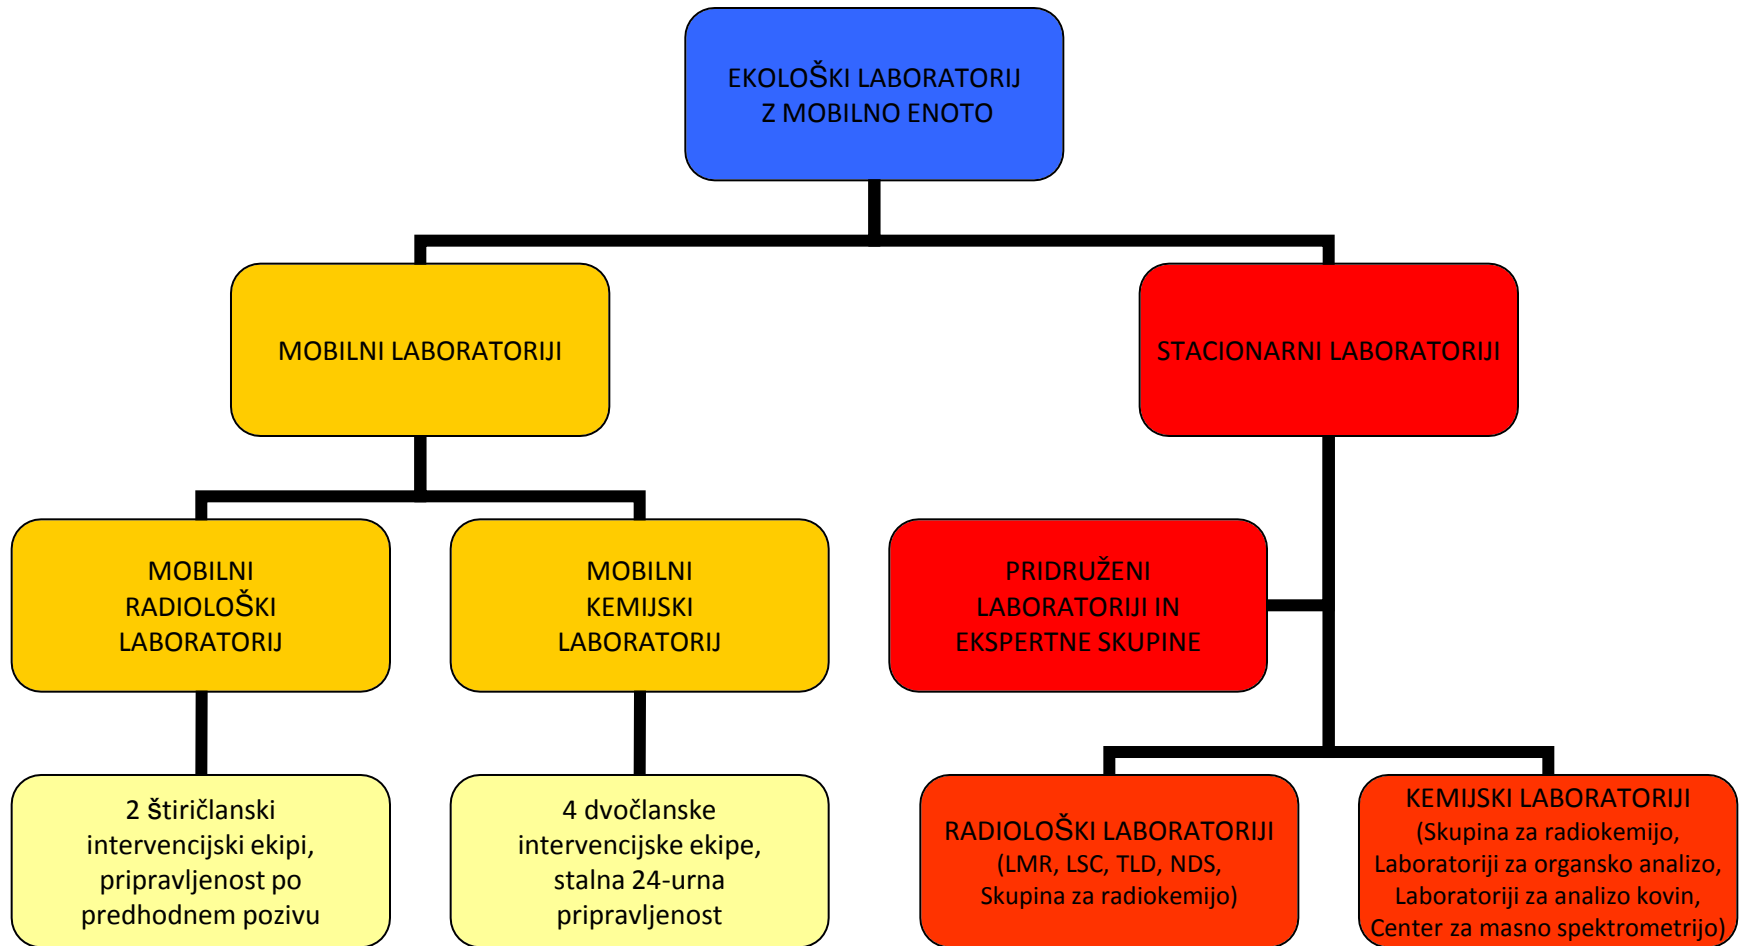 EKOLOŠKI LABORATORIJ
Z MOBILNO ENOTO
MOBILNI LABORATORIJI
STACIONARNI LABORATORIJI
MOBILNI
RADIOLOŠKI
LABORATORIJ
MOBILNI
KEMIJSKI
LABORATORIJ
PRIDRUŽENI
LABORATORIJI IN
EKSPERTNE SKUPINE
2 štiričlanski
intervencijski ekipi,
pripravljenost po
predhodnem pozivu
4 dvočlanske
intervencijske ekipe,
stalna 24-urna
pripravljenost
RADIOLOŠKI LABORATORIJI
(LMR, LSC, TLD, NDS,
Skupina za radiokemijo)
KEMIJSKI LABORATORIJI
(Skupina za radiokemijo,
Laboratoriji za organsko analizo,
Laboratoriji za analizo kovin,
Center za masno spektrometrijo)